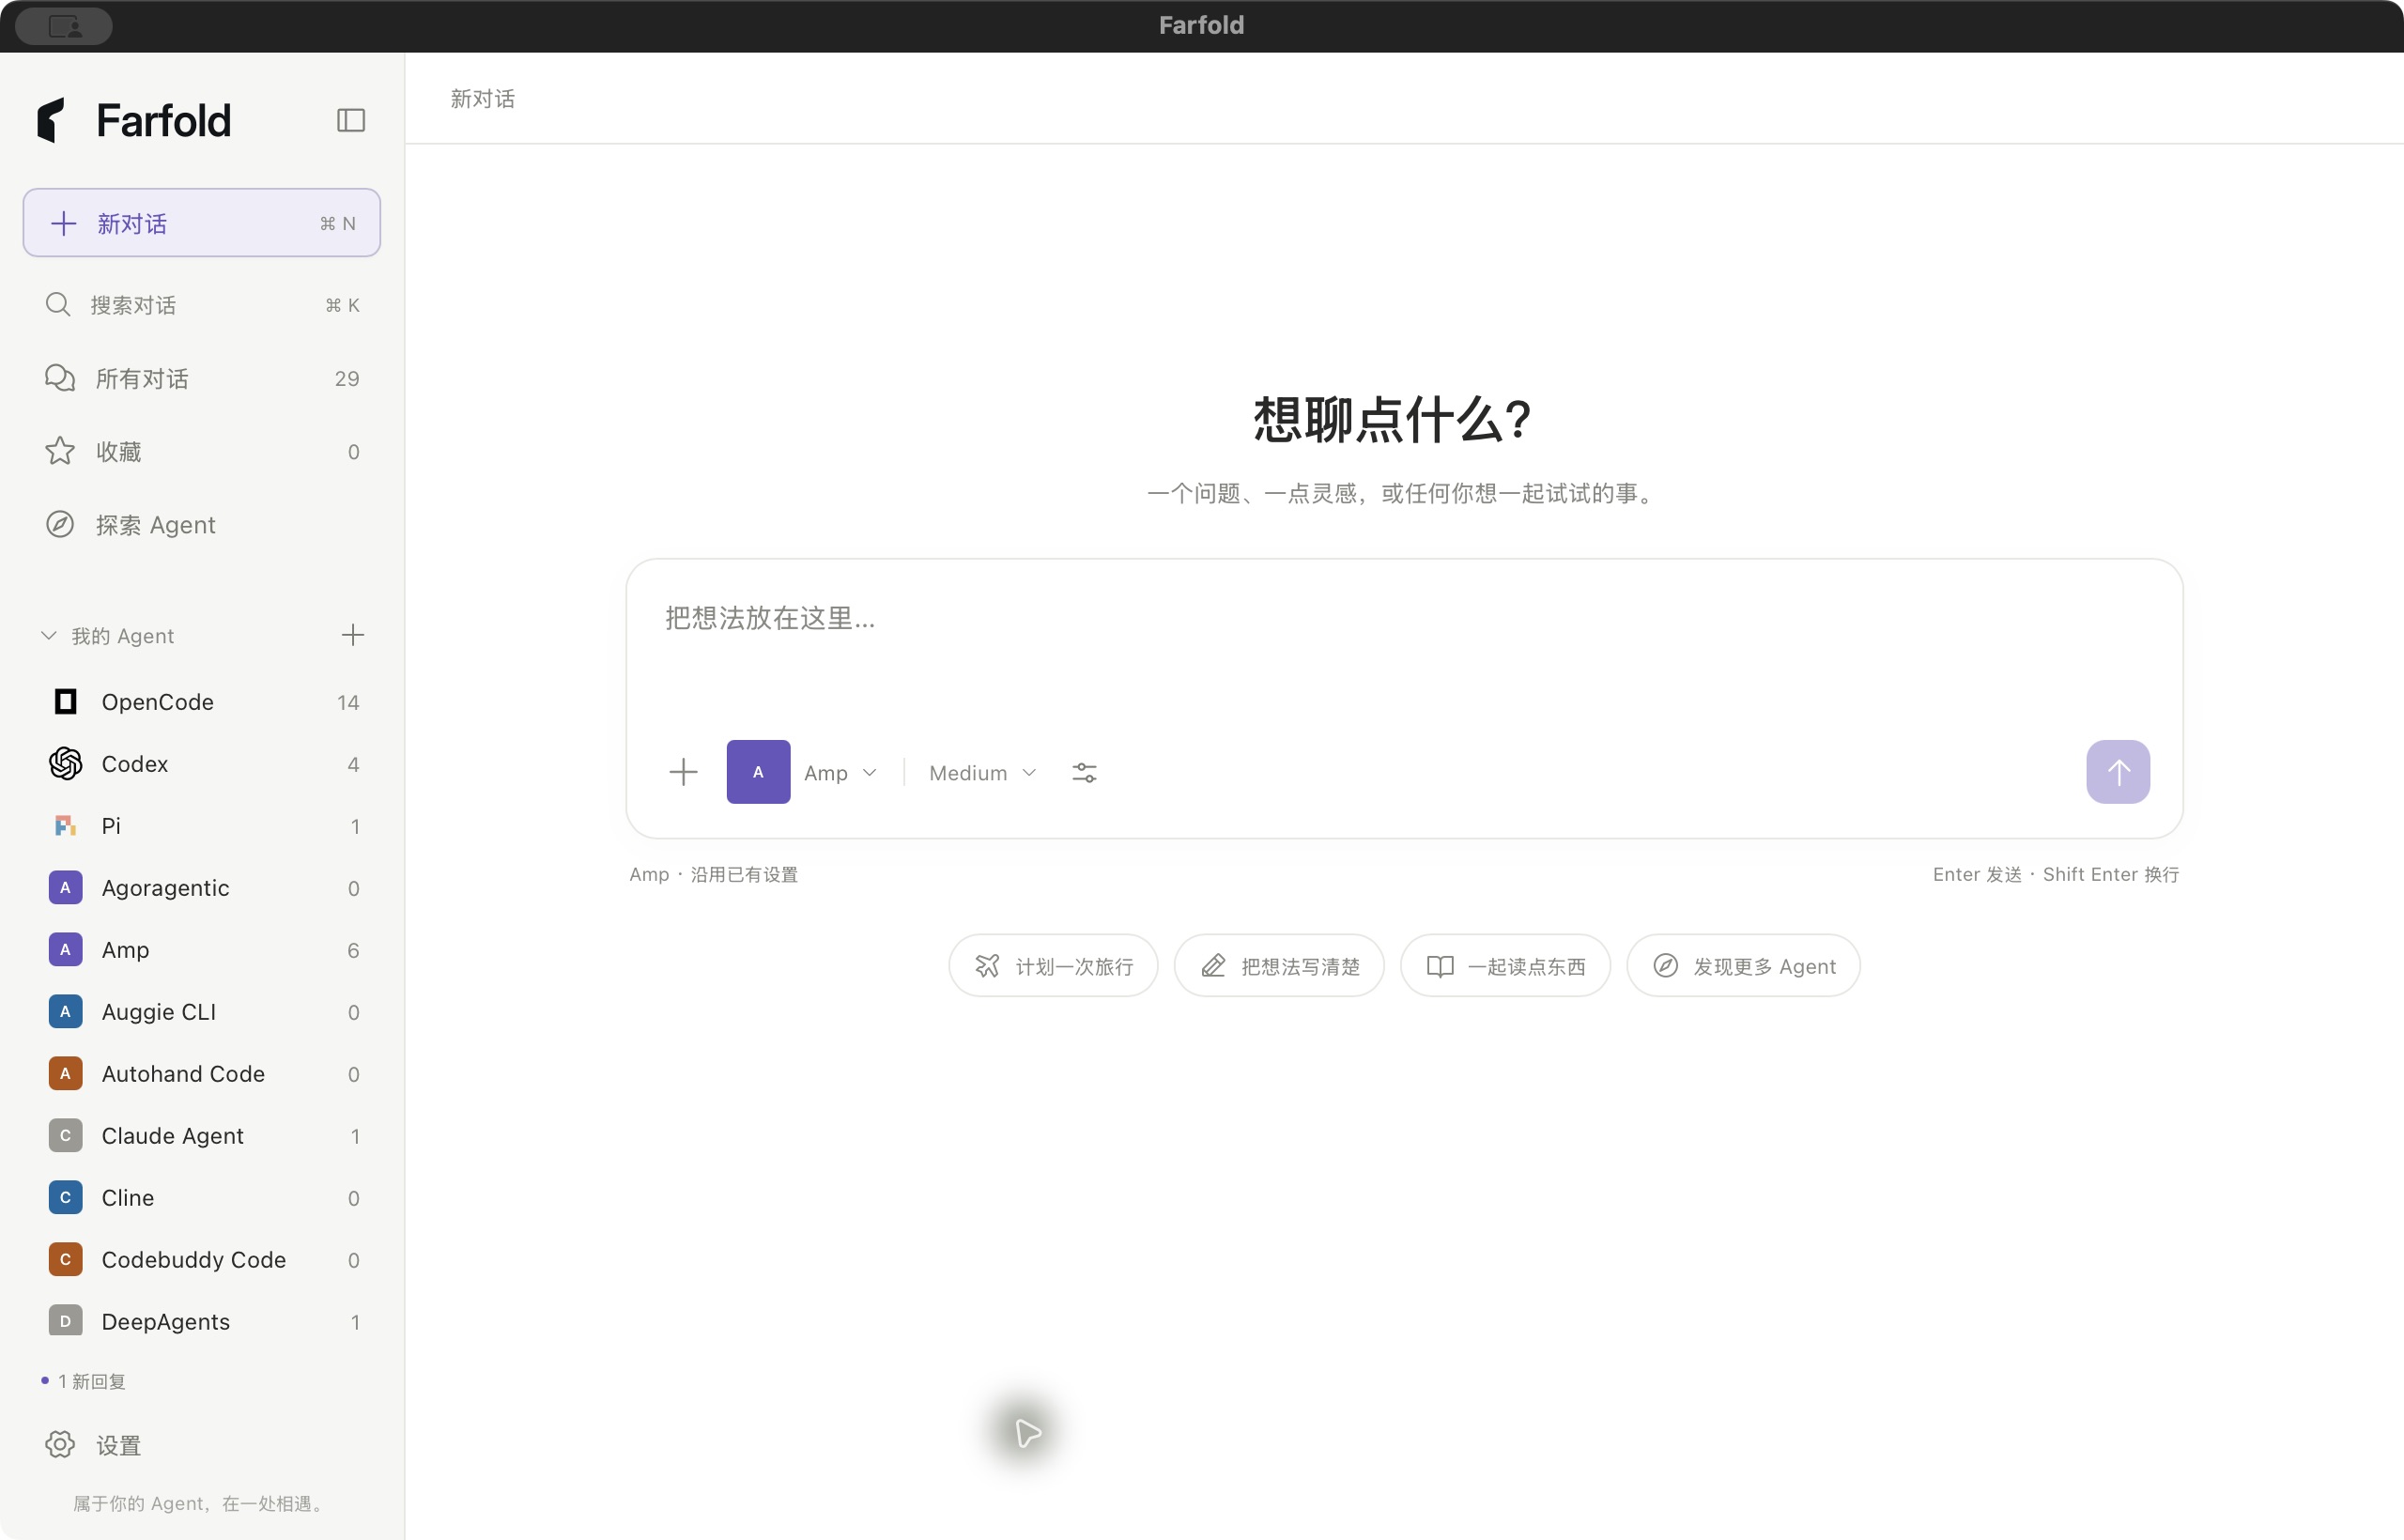 Farfold
Farfold
新对话 ⌘ N
搜索对话 ⌘ K
所有对话 29
收藏 0
探索 Agent
我的 Agent
OpenCode 14
Codex 4
Pi 1
A Agoragentic 0
A Amp 6
A Auggie CLI 0
A Autohand Code 0
C Claude Agent 1
C Cline 0
C Codebuddy Code 0
D DeepAgents 1
1 新回复
设置
属于你的 Agent，在一处相遇。
新对话
想聊点什么？
一个问题、一点灵感，或任何你想一起试试的事。
把想法放在这里...
A Amp Medium
Amp · 沿用已有设置
Enter 发送 · Shift Enter 换行
计划一次旅行
把想法写清楚
一起读点东西
发现更多 Agent